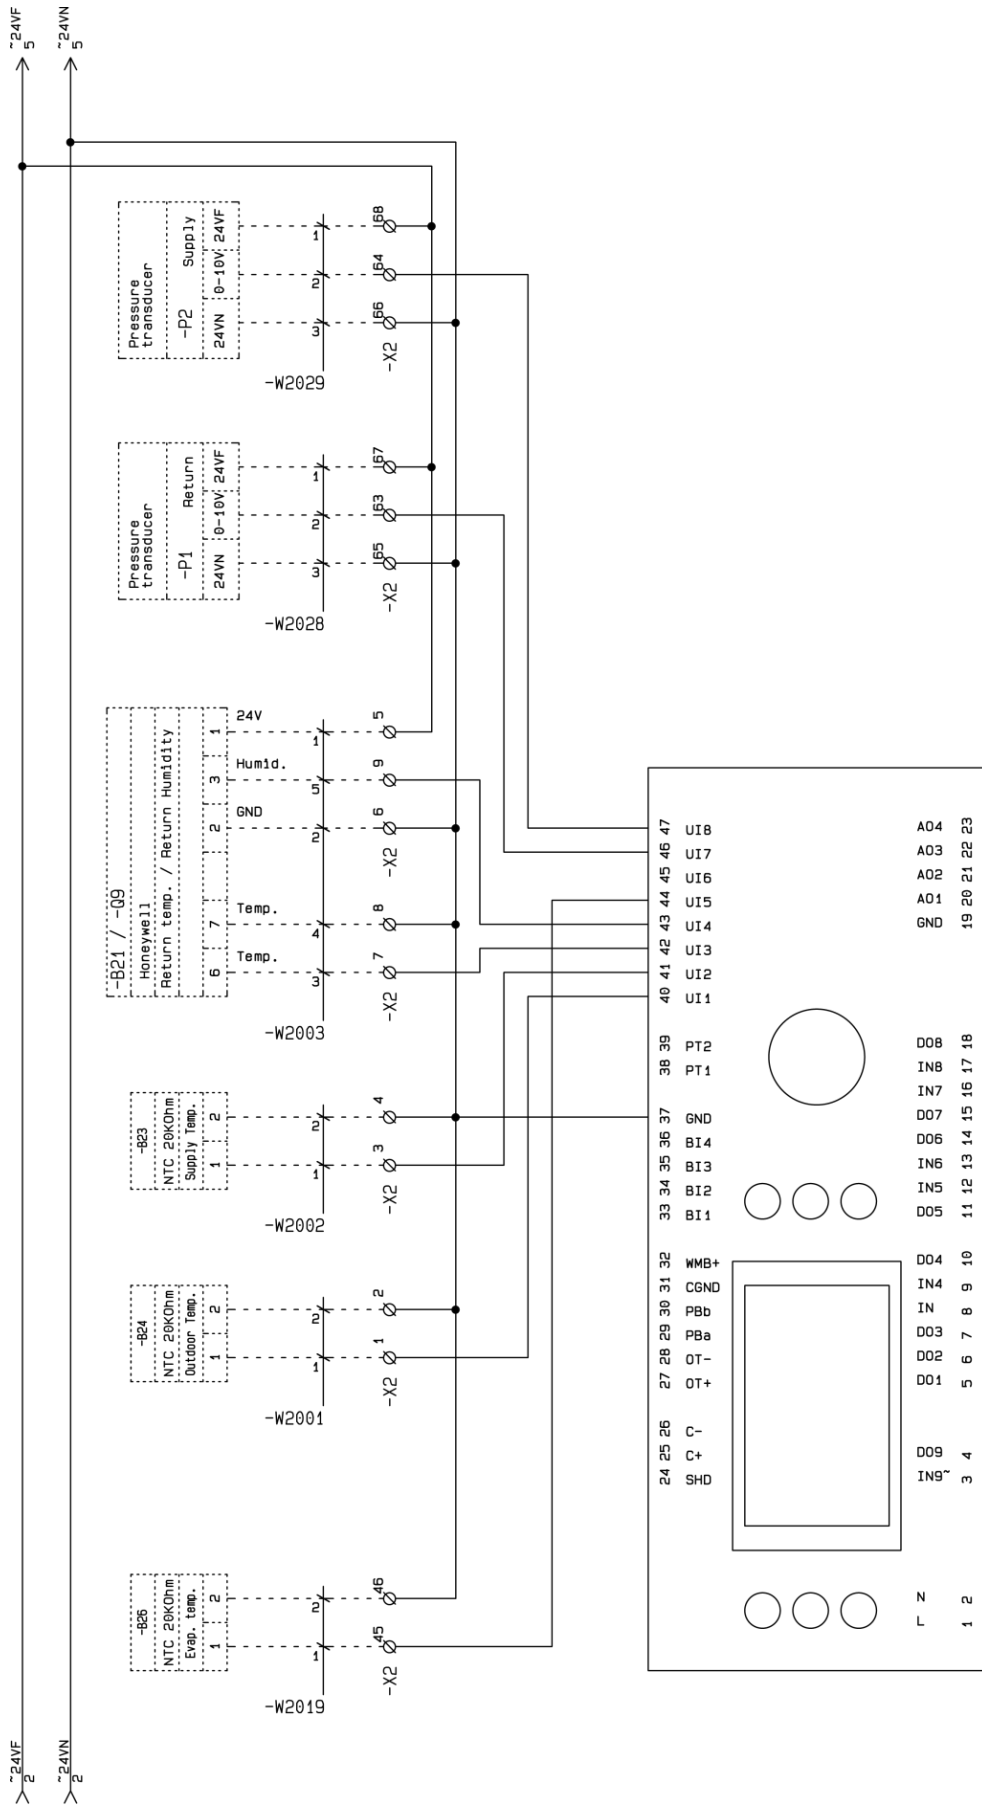 ~24VF
5
~24VN
5
Pressure
transducer
-P2 Supply
24VN 0-10V 24VF
1
2
3
68
64
66
-X2
-W2029
Pressure
transducer
-P1 Return
24VN 0-10V 24VF
1
2
3
67
63
65
-X2
-W2028
-B21 / -Q9
Honeywell
Return temp. / Return Humidity
6 7 2 3 1
24V
Humid.
GND
Temp.
Temp.
1
5
2
4
3
5
9
6
-X2
8
7
-X2
-W2003
-B23
NTC 20KOhm
Supply Temp.
1 2
2
1
4
3
-X2
-W2002
-B24
NTC 20KOhm
Outdoor Temp.
1 2
2
1
2
1
-X2
-W2001
-B26
NTC 20KOhm
Evap. temp.
1 2
2
1
46
45
-X2
-W2019
~24VF
2
~24VN
2
47 UI8
46 UI7
45 UI6
44 UI5
43 UI4
42 UI3
41 UI2
40 UI1
39 PT2
38 PT1
37 GND
36 BI4
35 BI3
34 BI2
33 BI1
32 WMB+
31 CGND
30 PBb
29 PBa
28 OT-
27 OT+
26 C-
25 C+
24 SHD
AO4 23
AO3 22
AO2 21
AO1 20
GND 19
DO8 18
IN8 17
IN7 16
DO7 15
DO6 14
IN6 13
IN5 12
DO5 11
DO4 10
IN4 9
IN 8
DO3 7
DO2 6
DO1 5
DO9 4
IN9~ 3
N 2
L 1